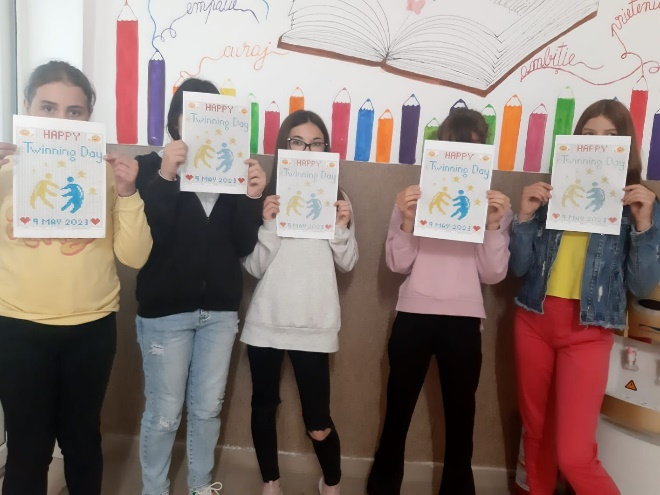 empatie
curaj
ambiție
prietenie
HAPPY
Twinning Day
9 MAY 2023
HAPPY
Twinning Day
9 MAY 2023
HAPPY
Twinning Day
9 MAY 2023
HAPPY
Twinning Day
9 MAY 2023
HAPPY
Twinning Day
9 MAY 2023